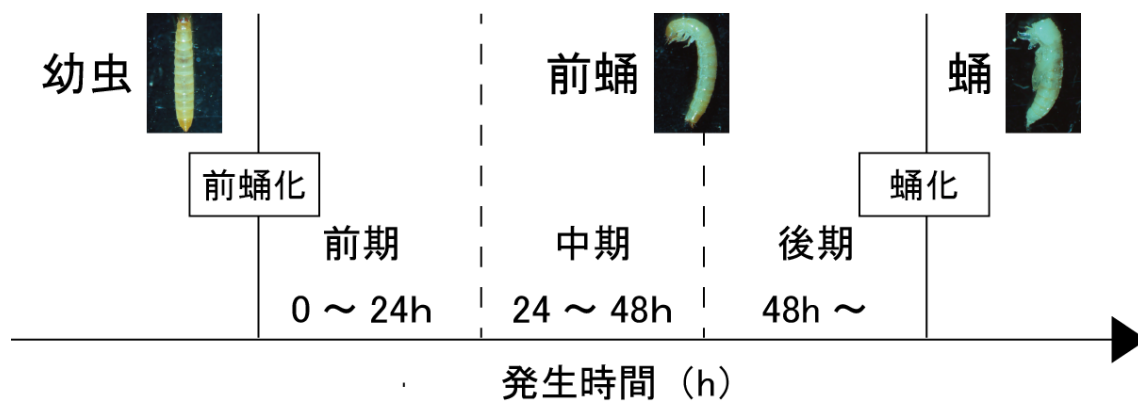 幼虫
前蛹
蛹
前蛹化
蛹化
前期
中期
後期
0 ～ 24h
24 ～ 48h
48h ～
発生時間（h）